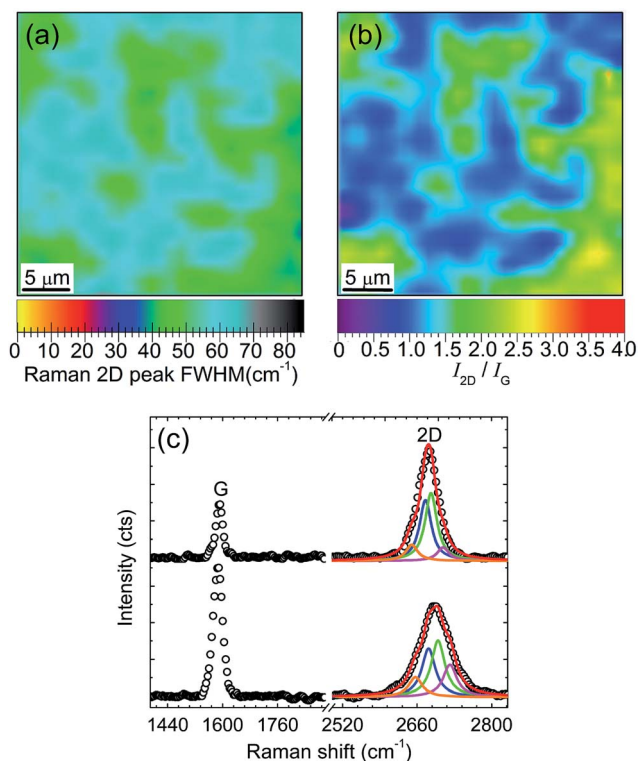 (a)
(b)
5 μm
5 μm
0 10 20 30 40 50 60 70 80
0 0.5 1.0 1.5 2.0 2.5 3.0 3.5 4.0
Raman 2D peak FWHM(cm⁻¹)
I₂D / I_G
(c)
2D
G
Intensity (cts)
1440 1600 1760 2520 2660 2800
Raman shift (cm⁻¹)